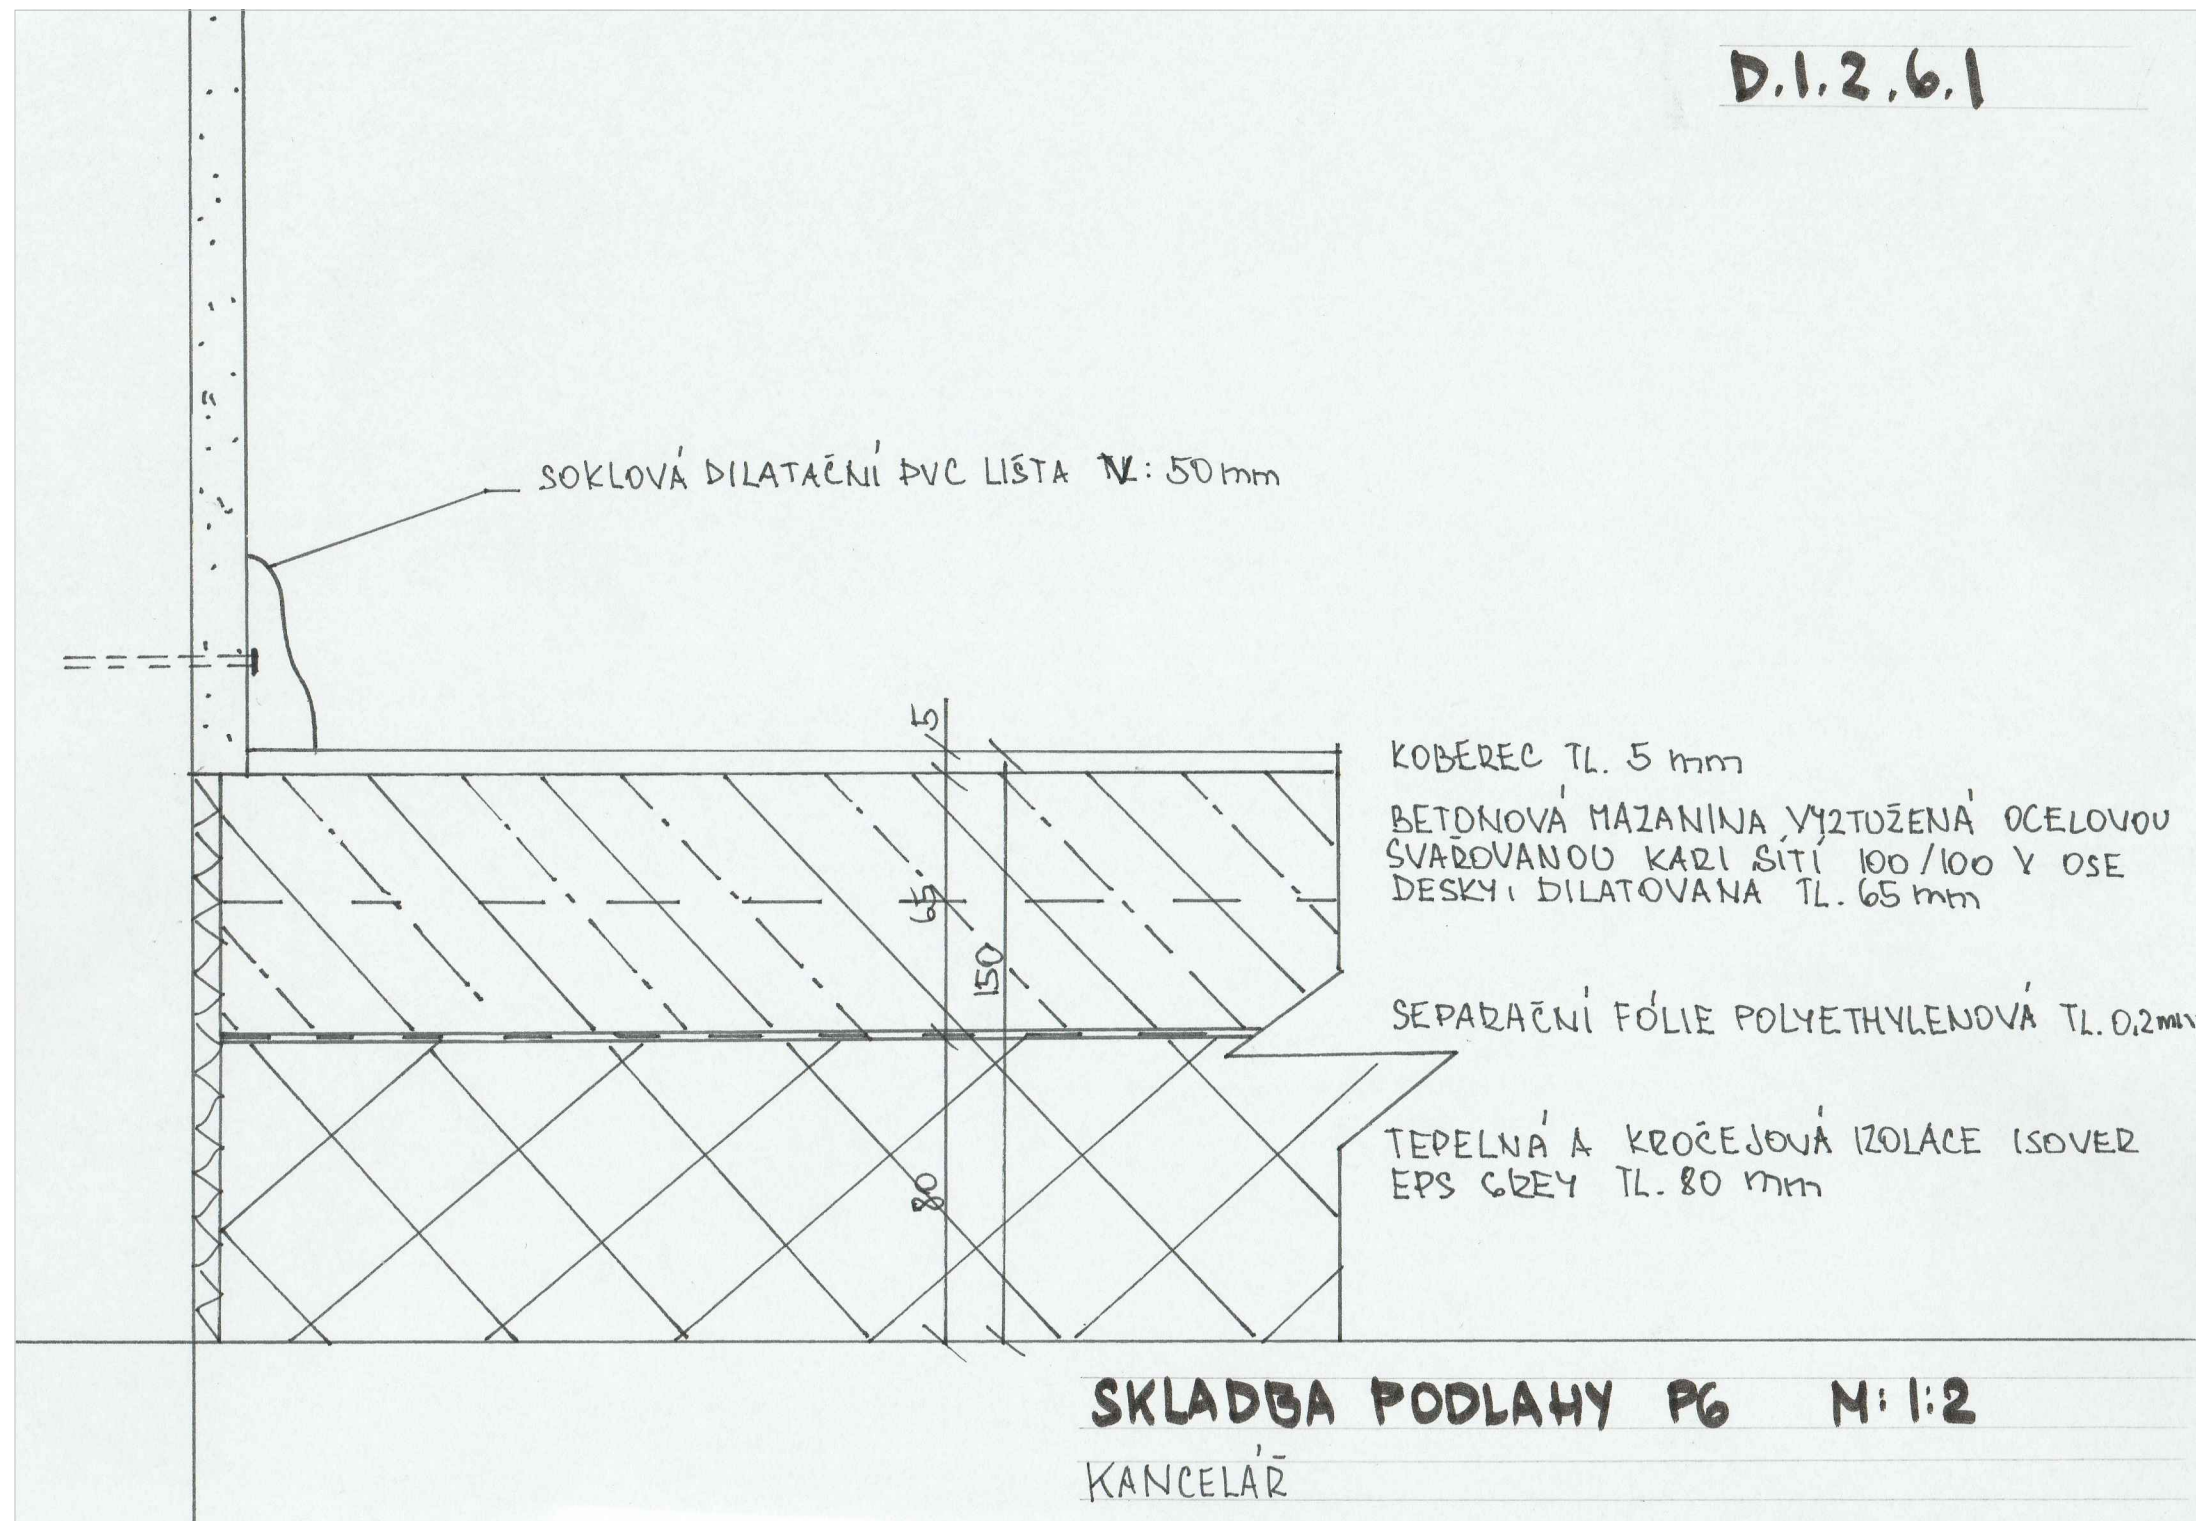 D.1.2.6.1
SOKLOVÁ DILATAČNÍ PVC LIŠTA V: 50 mm
5
KOBEREC TL. 5 mm
BETONOVÁ MAZANINA VYZTUŽENÁ OCELOVOU
SVAŘOVANOU KARI SÍTÍ 100/100 V OSE
DESKY, DILATOVANA TL. 65 mm
65
150
SEPARAČNÍ FÓLIE POLYETHYLENOVÁ TL. 0,2 mm
TEPELNÁ A KROČEJOVÁ IZOLACE ISOVER
EPS GREY TL. 80 mm
80
SKLADBA PODLAHY P6 M: 1:2
KANCELÁŘ